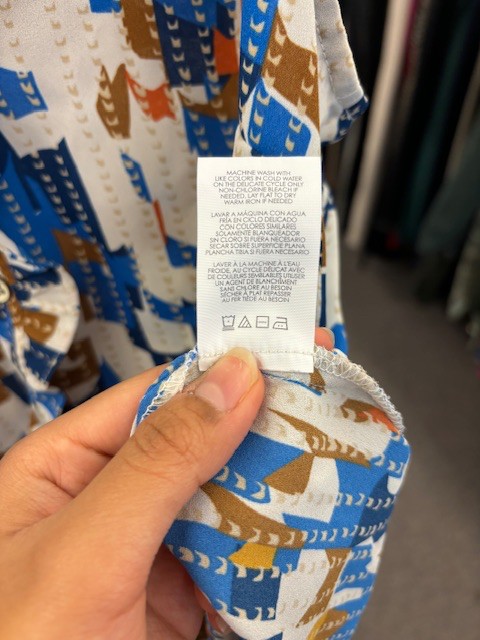 MACHINE WASH WITH
LIKE COLORS IN COLD WATER
ON THE DELICATE CYCLE ONLY
NON-CHLORINE BLEACH IF
NEEDED. LAY FLAT TO DRY
WARM IRON IF NEEDED
LAVAR A MÁQUINA CON AGUA
FRÍA EN CICLO DELICADO
CON COLORES SIMILARES
SOLAMENTE BLANQUEADOR
SIN CLORO SI FUERA NECESARIO
SECAR SOBRE SUPERFICIE PLANA
PLANCHA TIBIA SI FUERA NECESARIO
LAVER À LA MACHINE À L'EAU
FROIDE, AU CYCLE DÉLICAT AVEC
DE COULEURS SEMBLABLES. UTILISER
UN AGENT DE BLANCHIMENT
SANS CHLORE AU BESOIN
SÉCHER À PLAT REPASSER
AU FER TIÈDE AU BESOIN